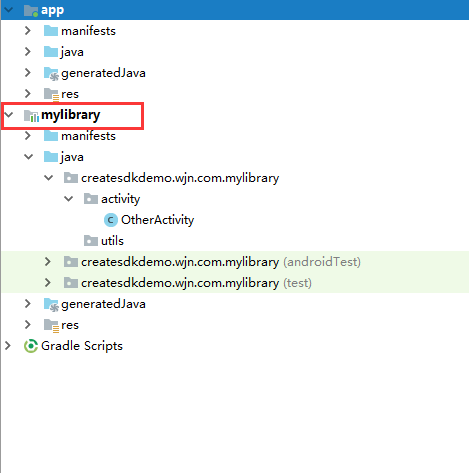 app
manifests
java
generatedJava
res
mylibrary
manifests
java
createsdkdemo.wjn.com.mylibrary
activity
C OtherActivity
utils
createsdkdemo.wjn.com.mylibrary (androidTest)
createsdkdemo.wjn.com.mylibrary (test)
generatedJava
res
Gradle Scripts